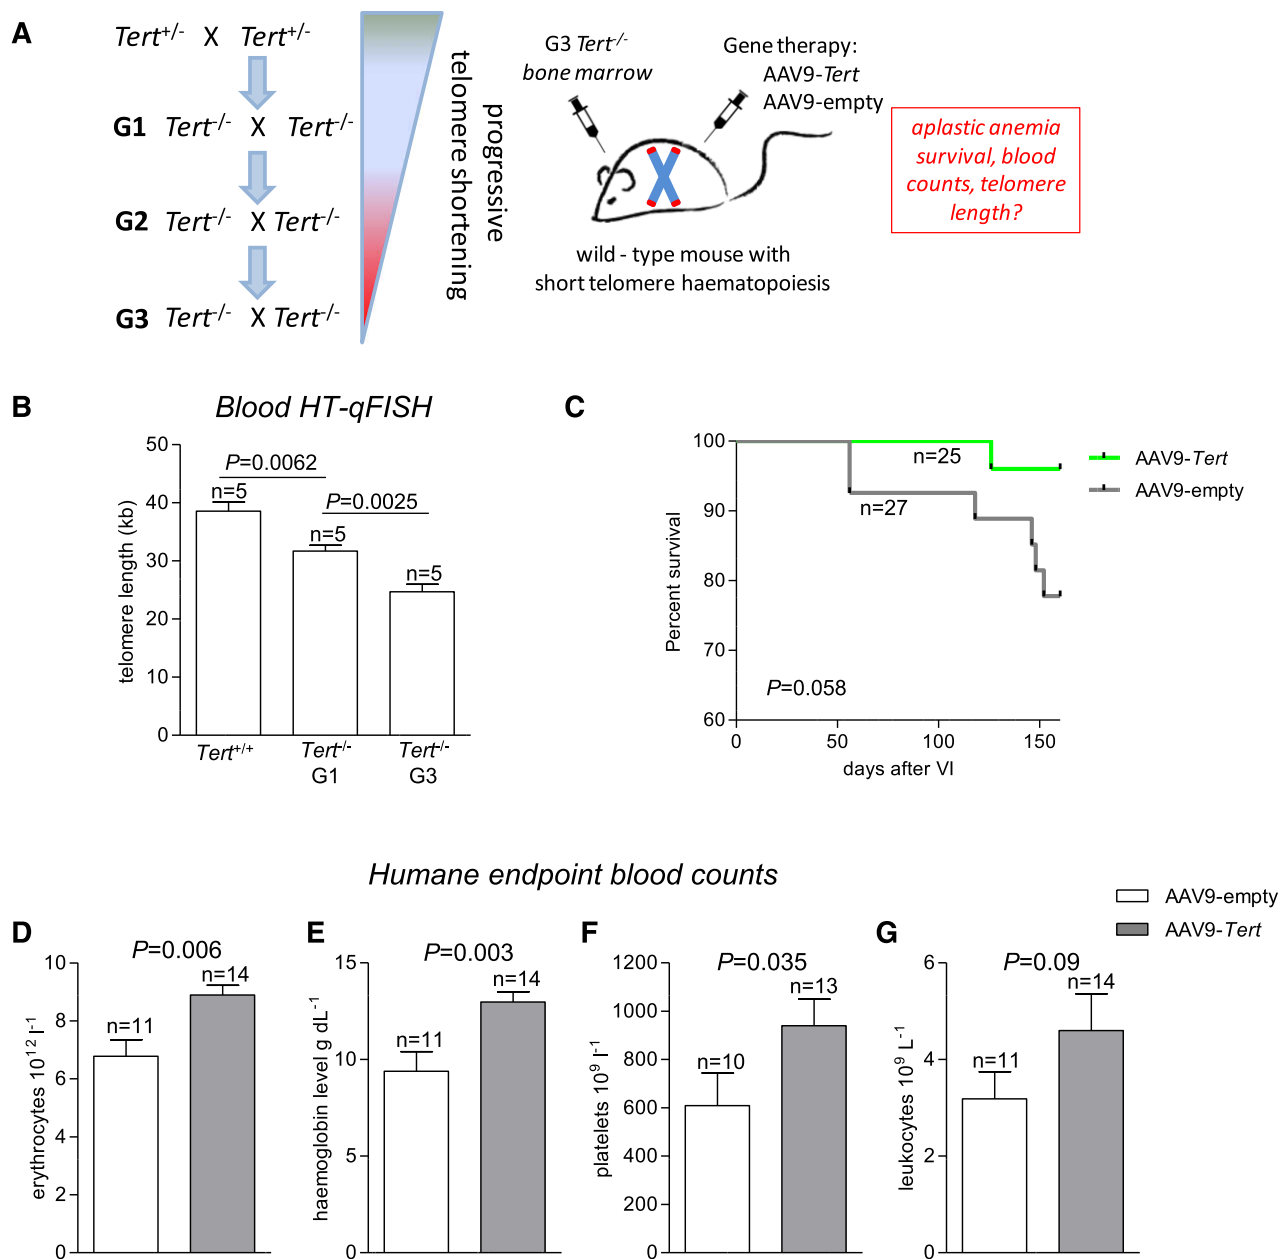 A
Tert+/- X Tert+/-
G1 Tert-/- X Tert-/-
G2 Tert-/- X Tert-/-
G3 Tert-/- X Tert-/-
progressive
telomere shortening
G3 Tert-/-
bone marrow
Gene therapy:
AAV9-Tert
AAV9-empty
wild - type mouse with
short telomere haematopoiesis
aplastic anemia
survival, blood
counts, telomere
length?
B
Blood HT-qFISH
telomere length (kb)
50
40
30
20
10
0
P=0.0062
P=0.0025
n=5
n=5
n=5
Tert+/+
Tert-/-
G1
Tert-/-
G3
C
Percent survival
100
90
80
70
60
n=25
n=27
P=0.058
0 50 100 150
days after VI
AAV9-Tert
AAV9-empty
Humane endpoint blood counts
AAV9-empty
AAV9-Tert
D
P=0.006
erythrocytes 10^12 l^-1
10
8
6
4
2
0
n=11
n=14
E
P=0.003
haemoglobin level g dL^-1
15
10
5
0
n=11
n=14
F
P=0.035
platelets 10^9 l^-1
1200
1000
800
600
400
200
0
n=10
n=13
G
P=0.09
leukocytes 10^9 L^-1
6
4
2
0
n=11
n=14